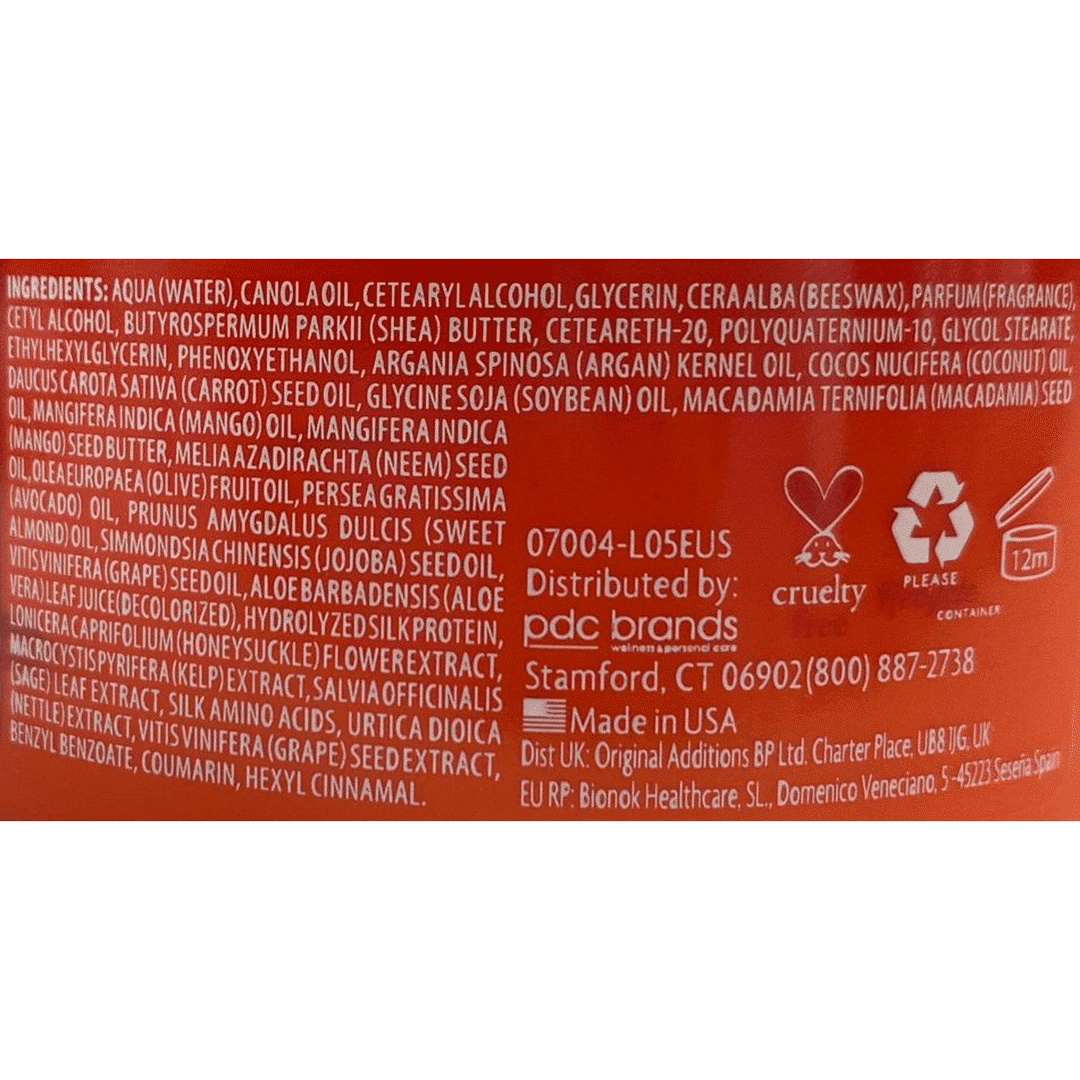 INGREDIENTS: AQUA (WATER), CANOLA OIL, CETEARYL ALCOHOL, GLYCERIN, CERA ALBA (BEESWAX), PARFUM (FRAGRANCE),
CETYL ALCOHOL, BUTYROSPERMUM PARKII (SHEA) BUTTER, CETEARETH-20, POLYQUATERNIUM-10, GLYCOL STEARATE,
ETHYLHEXYLGLYCERIN, PHENOXYETHANOL, ARGANIA SPINOSA (ARGAN) KERNEL OIL, COCOS NUCIFERA (COCONUT) OIL,
DAUCUS CAROTA SATIVA (CARROT) SEED OIL, GLYCINE SOJA (SOYBEAN) OIL, MACADAMIA TERNIFOLIA (MACADAMIA) SEED
OIL, MANGIFERA INDICA (MANGO) OIL, MANGIFERA INDICA
(MANGO) SEED BUTTER, MELIA AZADIRACHTA (NEEM) SEED
OIL, OLEA EUROPAEA (OLIVE) FRUIT OIL, PERSEA GRATISSIMA
(AVOCADO) OIL, PRUNUS AMYGDALUS DULCIS (SWEET
ALMOND) OIL, SIMMONDSIA CHINENSIS (JOJOBA) SEED OIL,
VITIS VINIFERA (GRAPE) SEED OIL, ALOE BARBADENSIS (ALOE
VERA) LEAF JUICE (DECOLORIZED), HYDROLYZED SILK PROTEIN,
LONICERA CAPRIFOLIUM (HONEYSUCKLE) FLOWER EXTRACT,
MACROCYSTIS PYRIFERA (KELP) EXTRACT, SALVIA OFFICINALIS
(SAGE) LEAF EXTRACT, SILK AMINO ACIDS, URTICA DIOICA
(NETTLE) EXTRACT, VITIS VINIFERA (GRAPE) SEED EXTRACT,
BENZYL BENZOATE, COUMARIN, HEXYL CINNAMAL.
07004-L05EUS
Distributed by:
pdc brands
wellness & personal care
Stamford, CT 06902 (800) 887-2738
Made in USA
Dist UK: Original Additions BP Ltd. Charter Place, UB8 1JG, UK
EU RP: Bionok Healthcare, SL., Domenico Veneciano, 5 -45223 Seseña Spain
cruelty
free
PLEASE
CONTAINER
12m